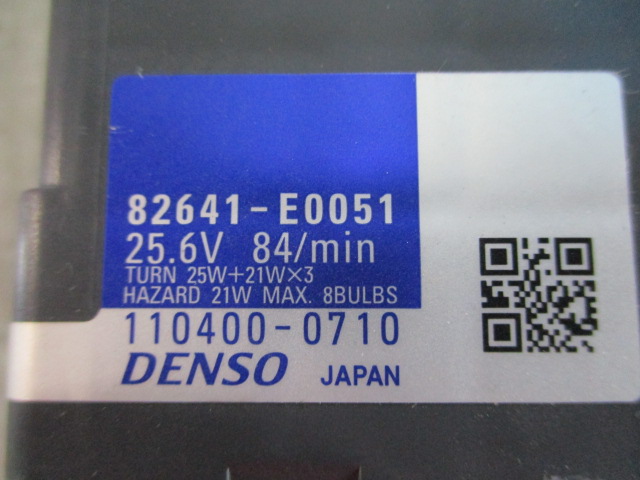 82641-E0051
25.6V 84/min
TURN 25W+21W×3
HAZARD 21W MAX. 8BULBS
110400-0710
DENSO JAPAN